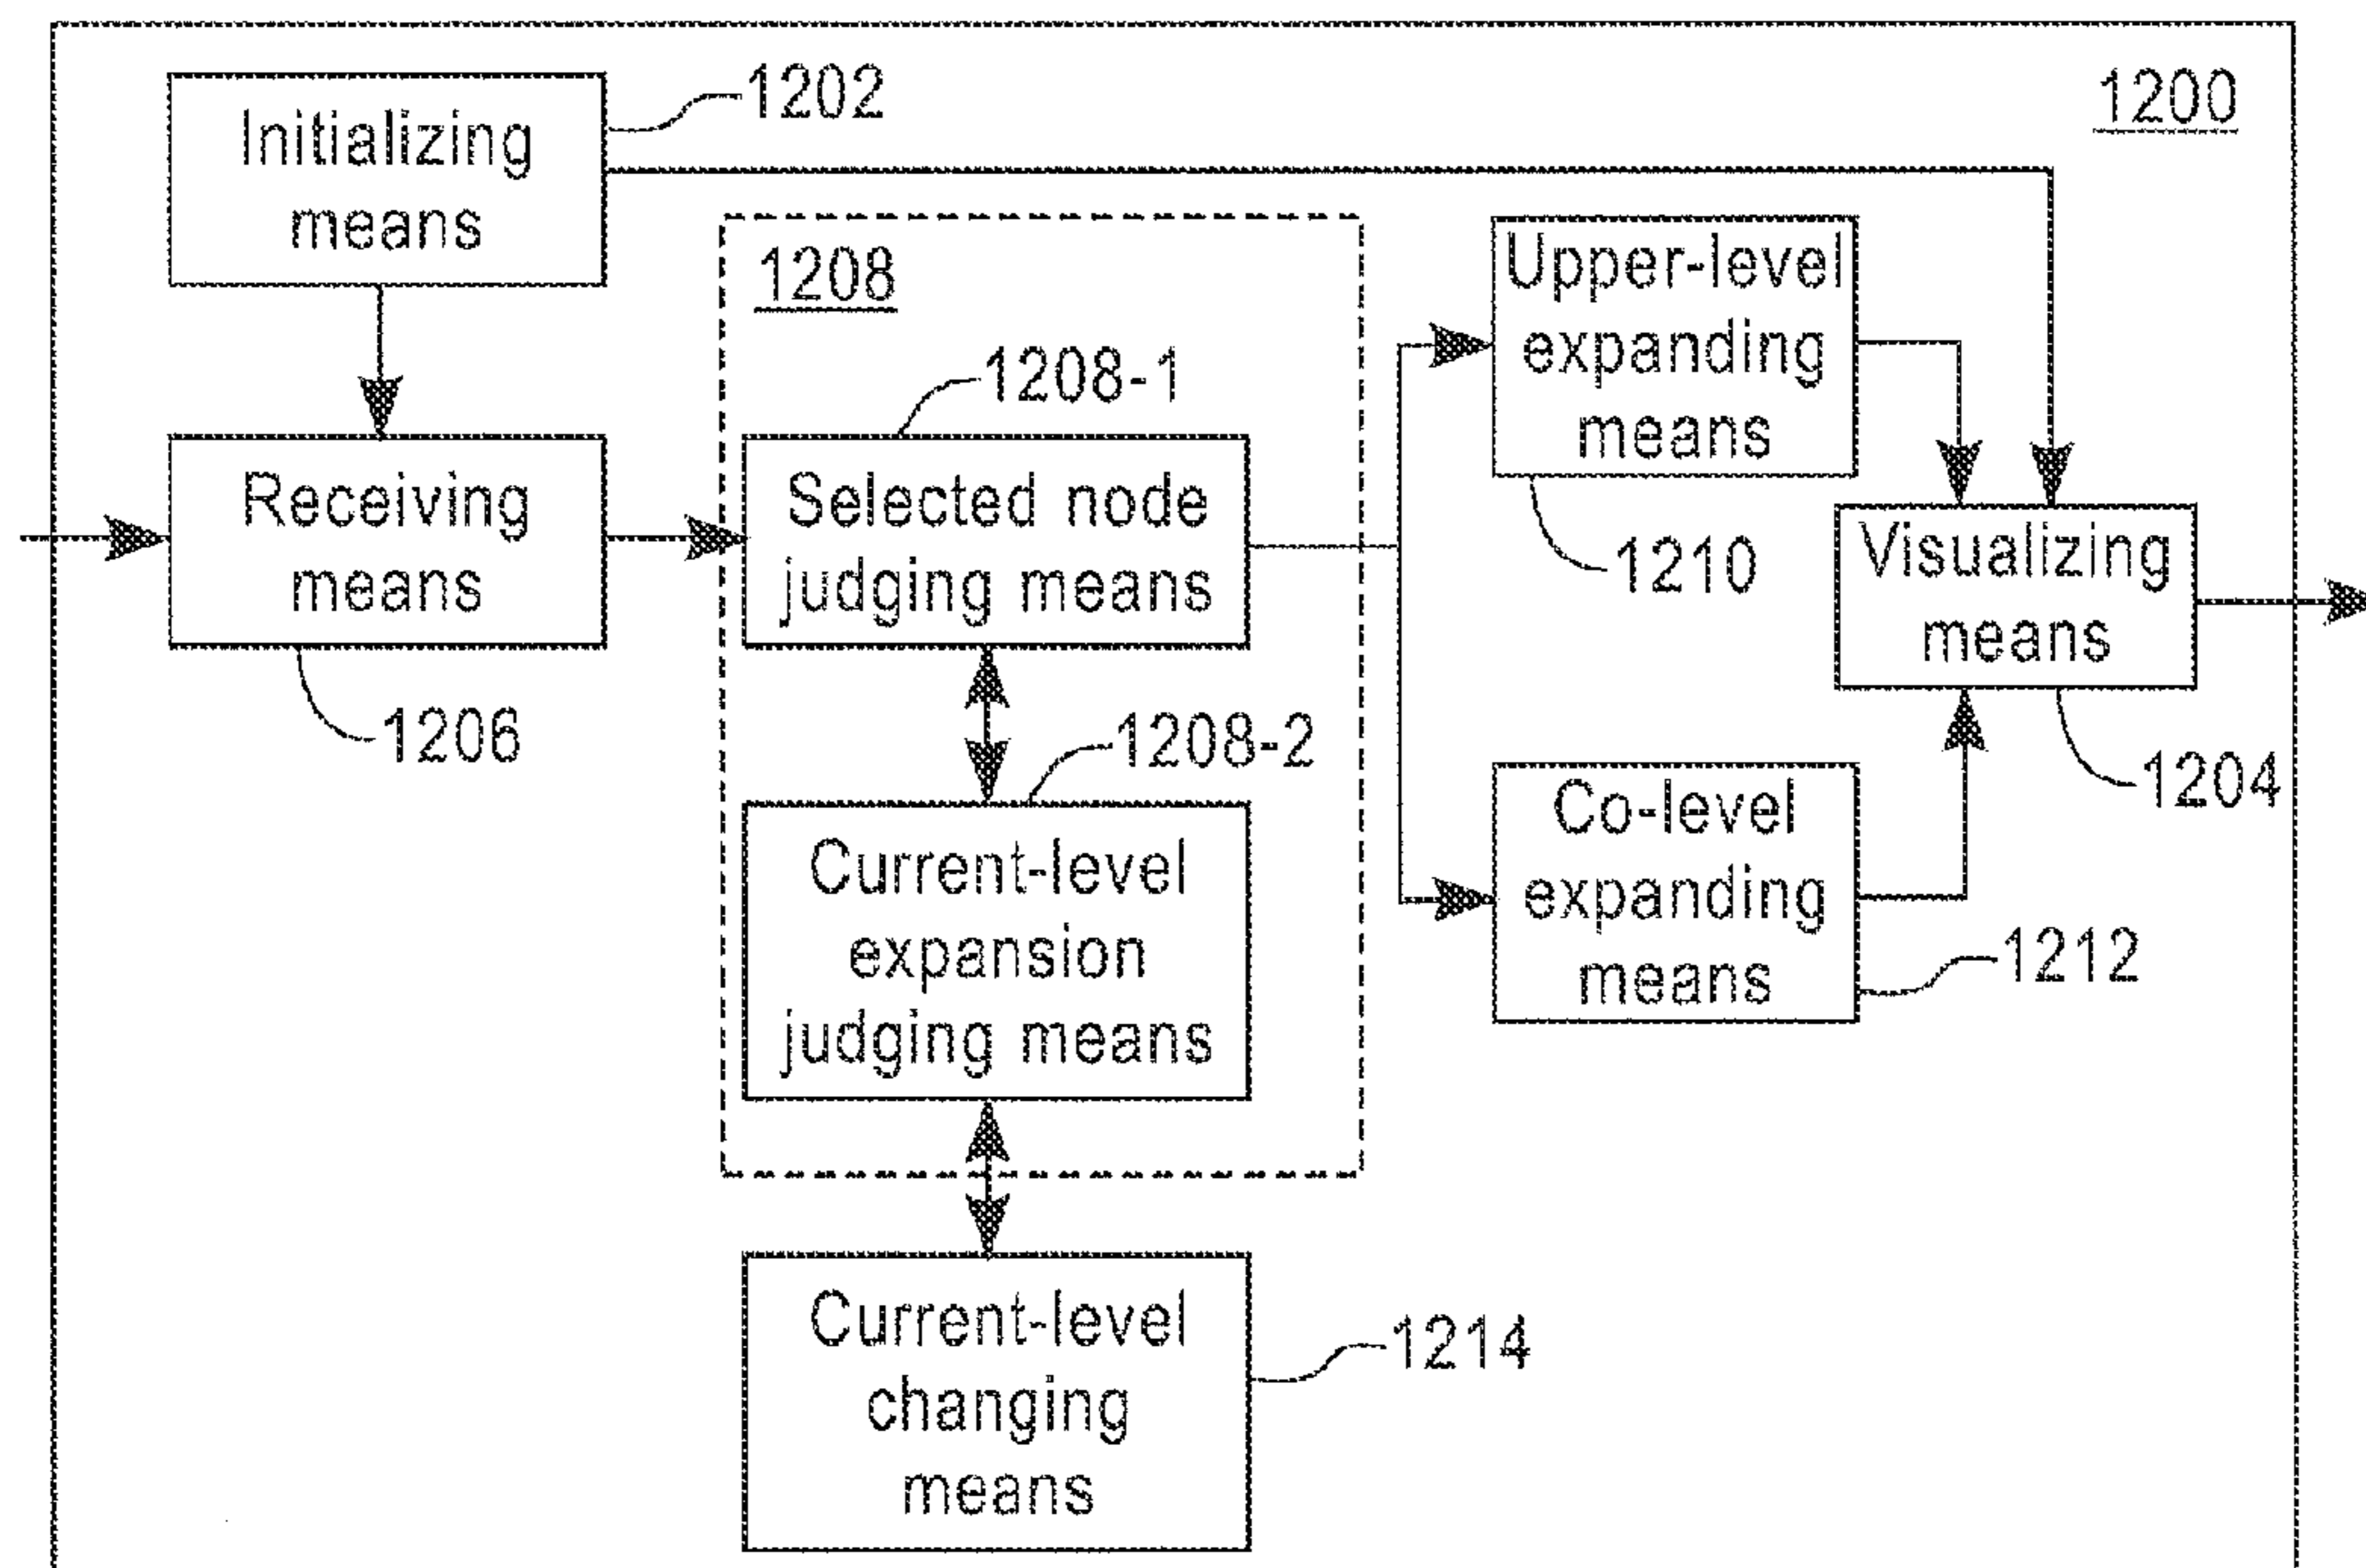 1200
Initializing
means
1202
1208
Upper-level
expanding
means
1210
1208-1
Receiving
means
1206
Selected node
judging means
Visualizing
means
1204
1208-2
Current-level
expansion
judging means
Co-level
expanding
means
1212
Current-level
changing
means
1214